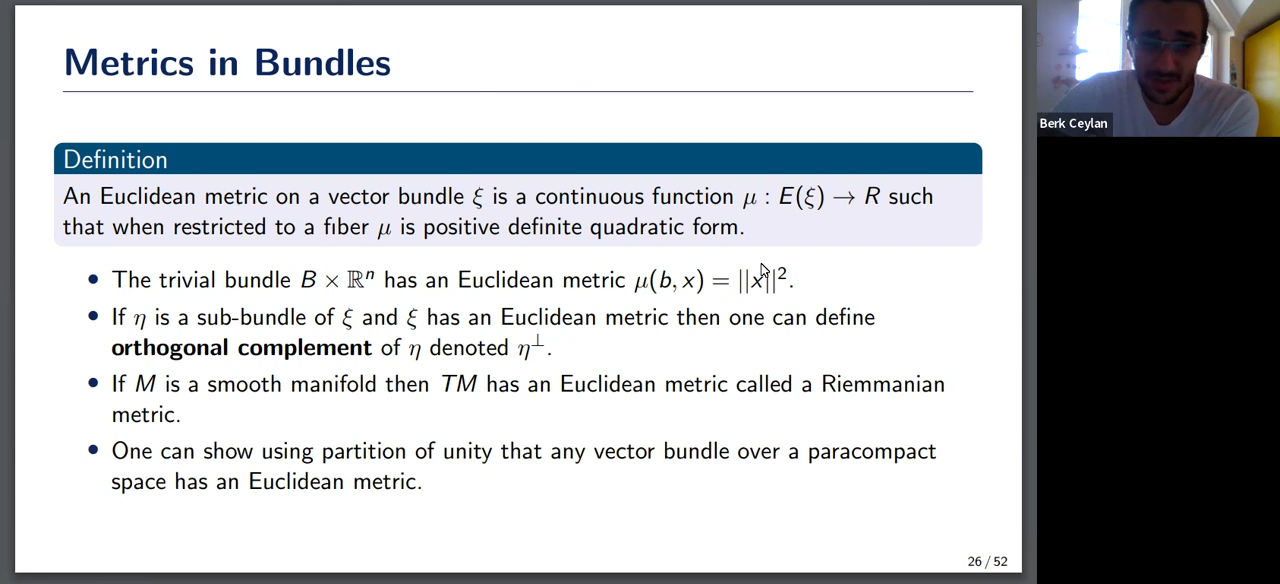 Metrics in Bundles
Definition
An Euclidean metric on a vector bundle ξ is a continuous function μ : E(ξ) → R such
that when restricted to a fiber μ is positive definite quadratic form.
• The trivial bundle B × ℝⁿ has an Euclidean metric μ(b, x) = ||x||².
• If η is a sub-bundle of ξ and ξ has an Euclidean metric then one can define
orthogonal complement of η denoted η⊥.
• If M is a smooth manifold then TM has an Euclidean metric called a Riemmanian
metric.
• One can show using partition of unity that any vector bundle over a paracompact
space has an Euclidean metric.
26 / 52
Berk Ceylan